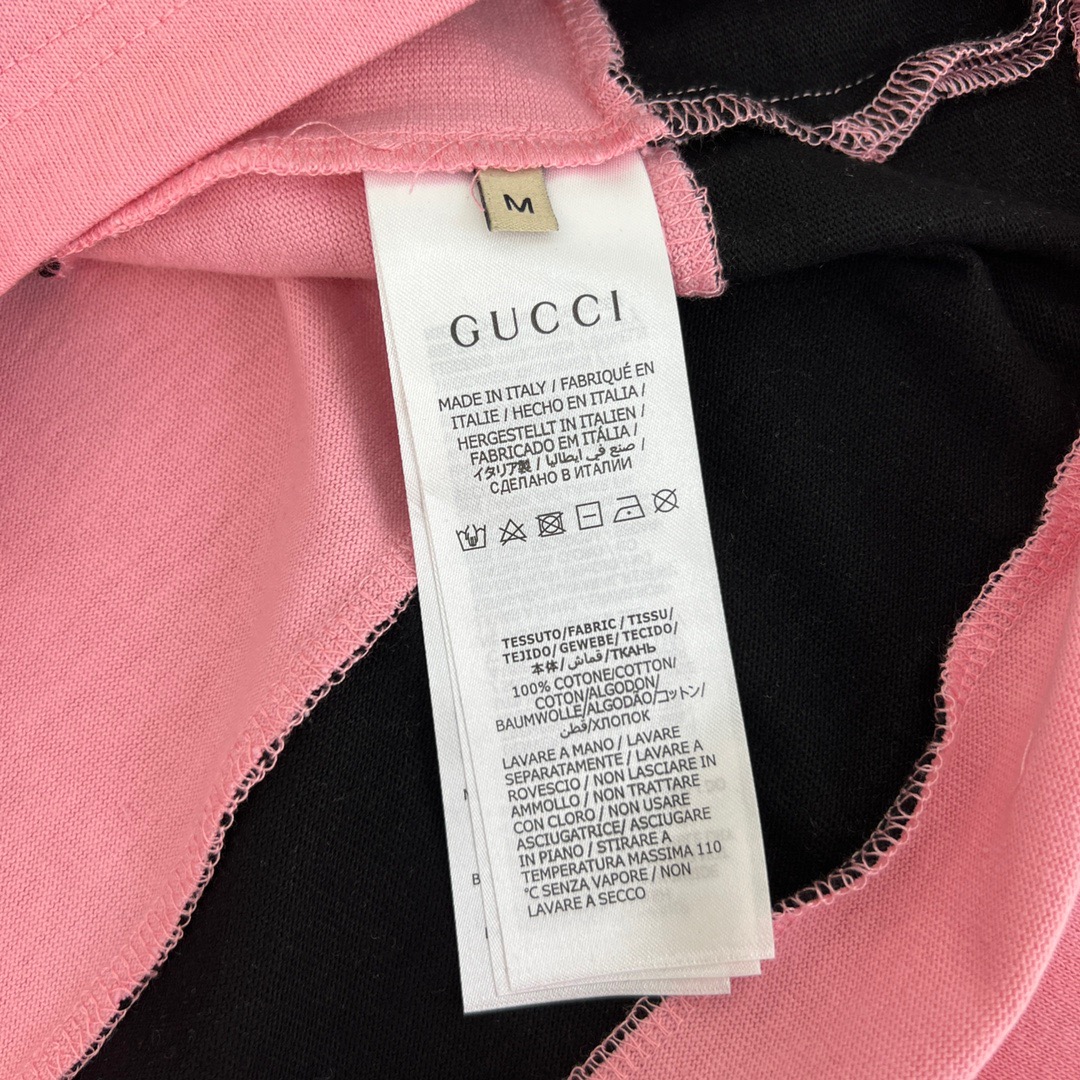 M
GUCCI
MADE IN ITALY / FABRIQUÉ EN
ITALIE / HECHO EN ITALIA /
HERGESTELLT IN ITALIEN /
FABRICADO EM ITÁLIA /
イタリア製 / صنع في ايطاليا /
СДЕЛАНО В ИТАЛИИ
TESSUTO/FABRIC / TISSU/
TEJIDO/ GEWEBE/ TECIDO/
本体/ قماش/ТКАНЬ
100% COTONE/COTTON/
COTON/ALGODON/
BAUMWOLLE/ALGODÃO/コットン/
قطن/ХЛОПОК
LAVARE A MANO / LAVARE
SEPARATAMENTE / LAVARE A
ROVESCIO / NON LASCIARE IN
AMMOLLO / NON TRATTARE
CON CLORO / NON USARE
ASCIUGATRICE/ ASCIUGARE
IN PIANO / STIRARE A
TEMPERATURA MASSIMA 110
°C SENZA VAPORE / NON
LAVARE A SECCO